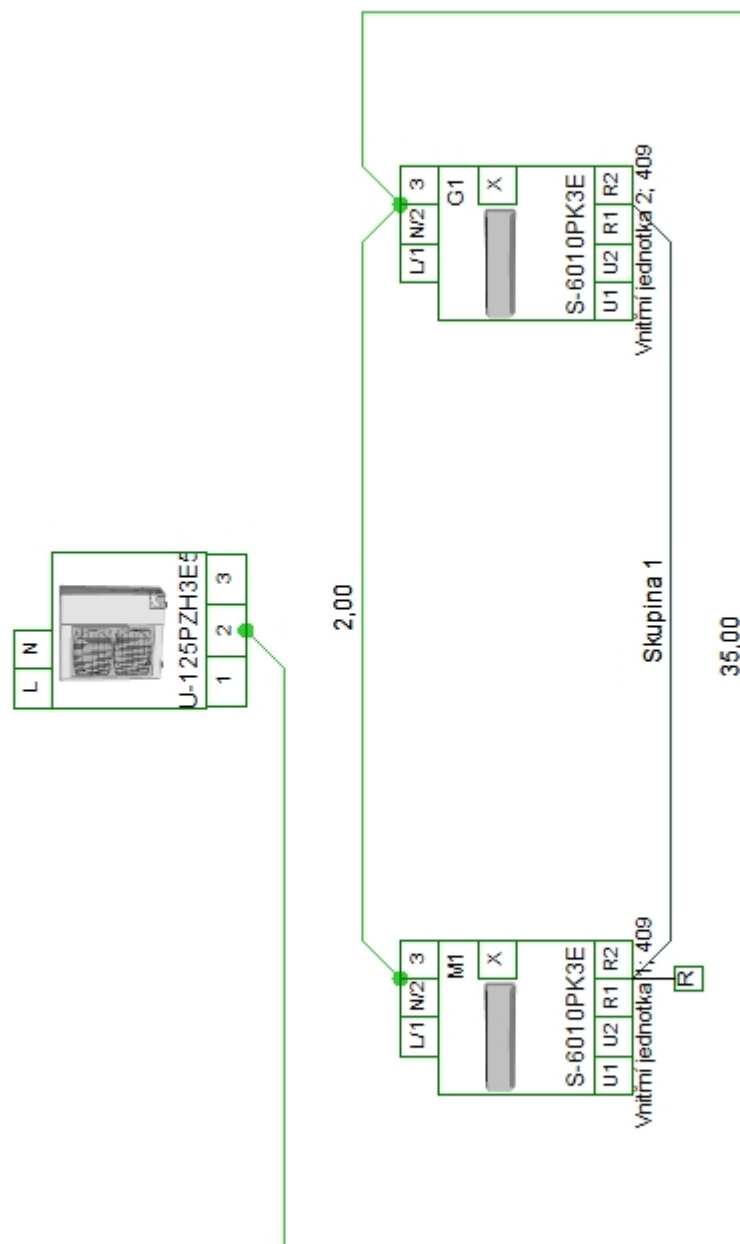 L N
U-125PZH3E5
1 2 3
2,00
L/1 N/2 3
M1
X
S-6010PK3E
U1 U2 R1 R2
Vnitřní jednotka 1; 409
R
Skupina 1
L/1 N/2 3
G1
X
S-6010PK3E
U1 U2 R1 R2
Vnitřní jednotka 2; 409
35,00